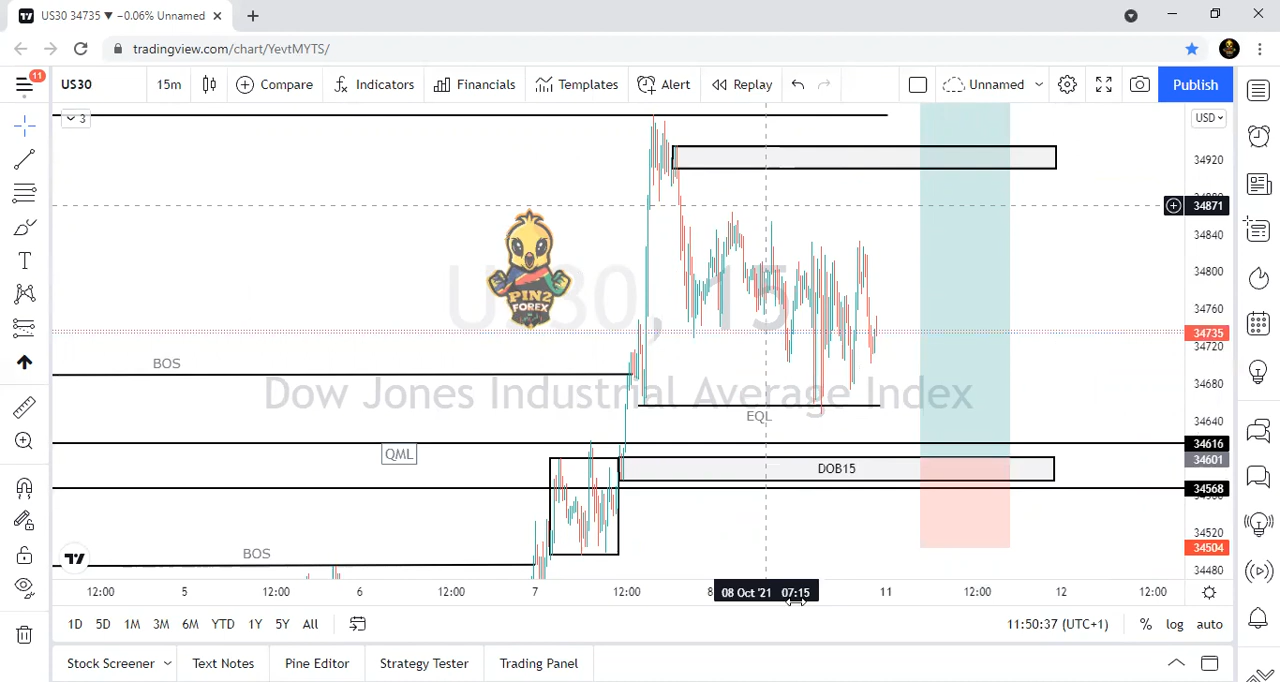 US30 34735 ▼ −0.06% Unnamed
tradingview.com/chart/YevtMYTS/
11
US30
15m
Compare
Indicators
Financials
Templates
Alert
Replay
Unnamed
Publish
3
USD
34920
34871
34840
34800
34760
34735
34720
34680
34640
34616
34601
34568
34520
34504
34480
US30, 15
Dow Jones Industrial Average Index
PIN2
FOREX
BOS
EQL
QML
DOB15
BOS
12:00
5
12:00
6
12:00
7
12:00
8
08 Oct '21 07:15
11
12:00
12
12:00
1D
5D
1M
3M
6M
YTD
1Y
5Y
All
11:50:37 (UTC+1)
%
log
auto
Stock Screener
Text Notes
Pine Editor
Strategy Tester
Trading Panel